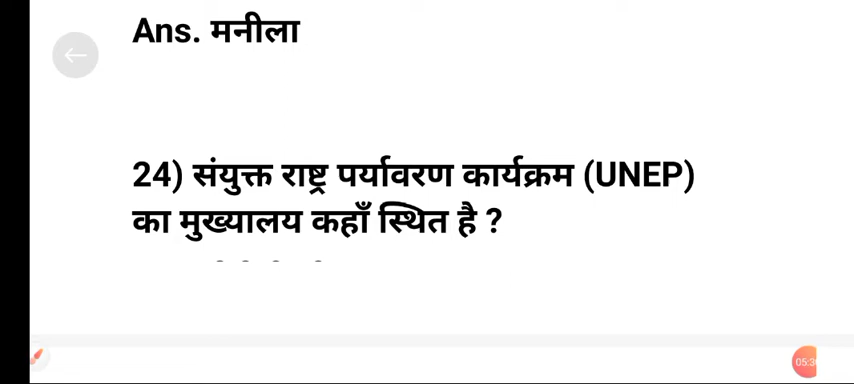 Ans. मनीला
24) संयुक्त राष्ट्र पर्यावरण कार्यक्रम (UNEP)
का मुख्यालय कहाँ स्थित है ?